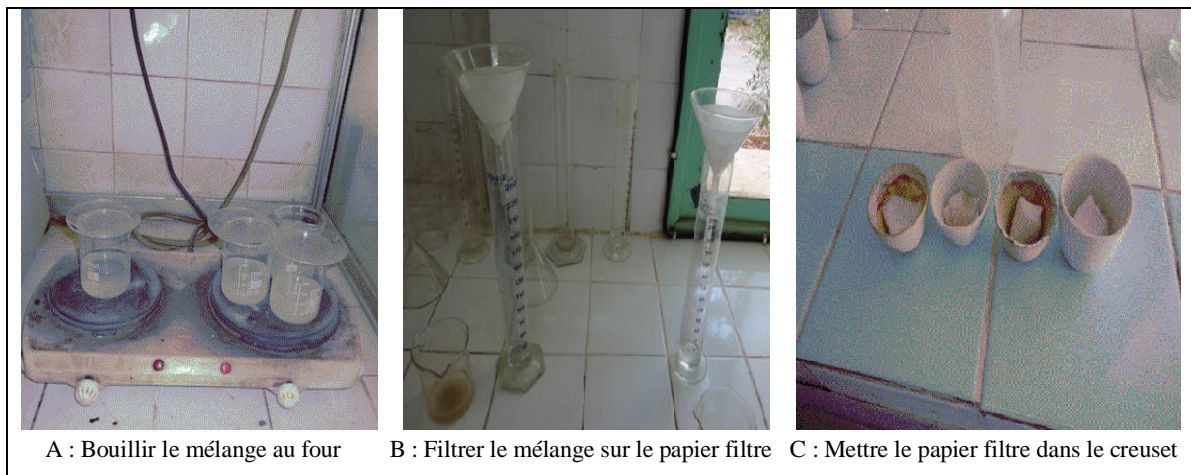 A : Bouillir le mélange au four
B : Filtrer le mélange sur le papier filtre
C : Mettre le papier filtre dans le creuset